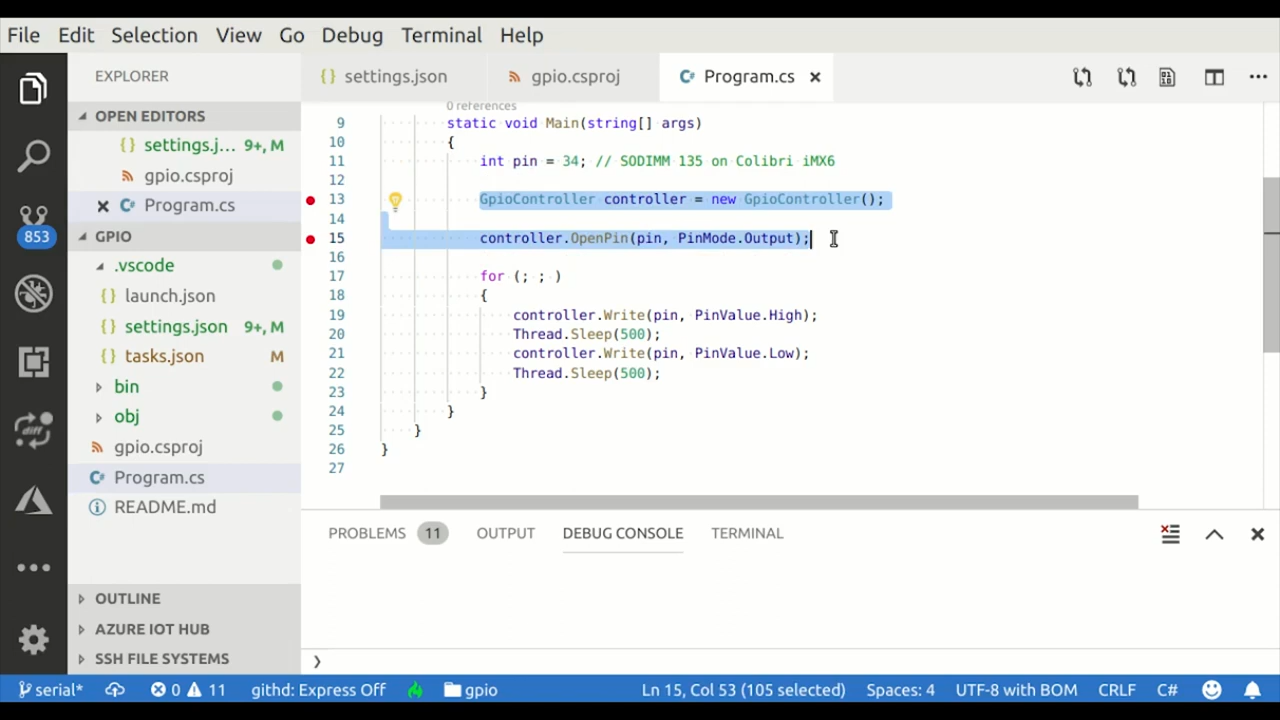 File Edit Selection View Go Debug Terminal Help
EXPLORER
settings.json
gpio.csproj
C# Program.cs
OPEN EDITORS
{} settings.j... 9+, M
gpio.csproj
C# Program.cs
853
GPIO
.vscode
{} launch.json
{} settings.json 9+, M
{} tasks.json M
bin
obj
gpio.csproj
C# Program.cs
README.md
diff
OUTLINE
AZURE IOT HUB
SSH FILE SYSTEMS
0 references
9 static void Main(string[] args)
10 {
11 int pin = 34; // SODIMM 135 on Colibri iMX6
12
13 GpioController controller = new GpioController();
14
15 controller.OpenPin(pin, PinMode.Output);
16
17 for (; ; )
18 {
19 controller.Write(pin, PinValue.High);
20 Thread.Sleep(500);
21 controller.Write(pin, PinValue.Low);
22 Thread.Sleep(500);
23 }
24 }
25 }
26 }
27
PROBLEMS 11 OUTPUT DEBUG CONSOLE TERMINAL
serial* 0 11 githd: Express Off gpio Ln 15, Col 53 (105 selected) Spaces: 4 UTF-8 with BOM CRLF C#